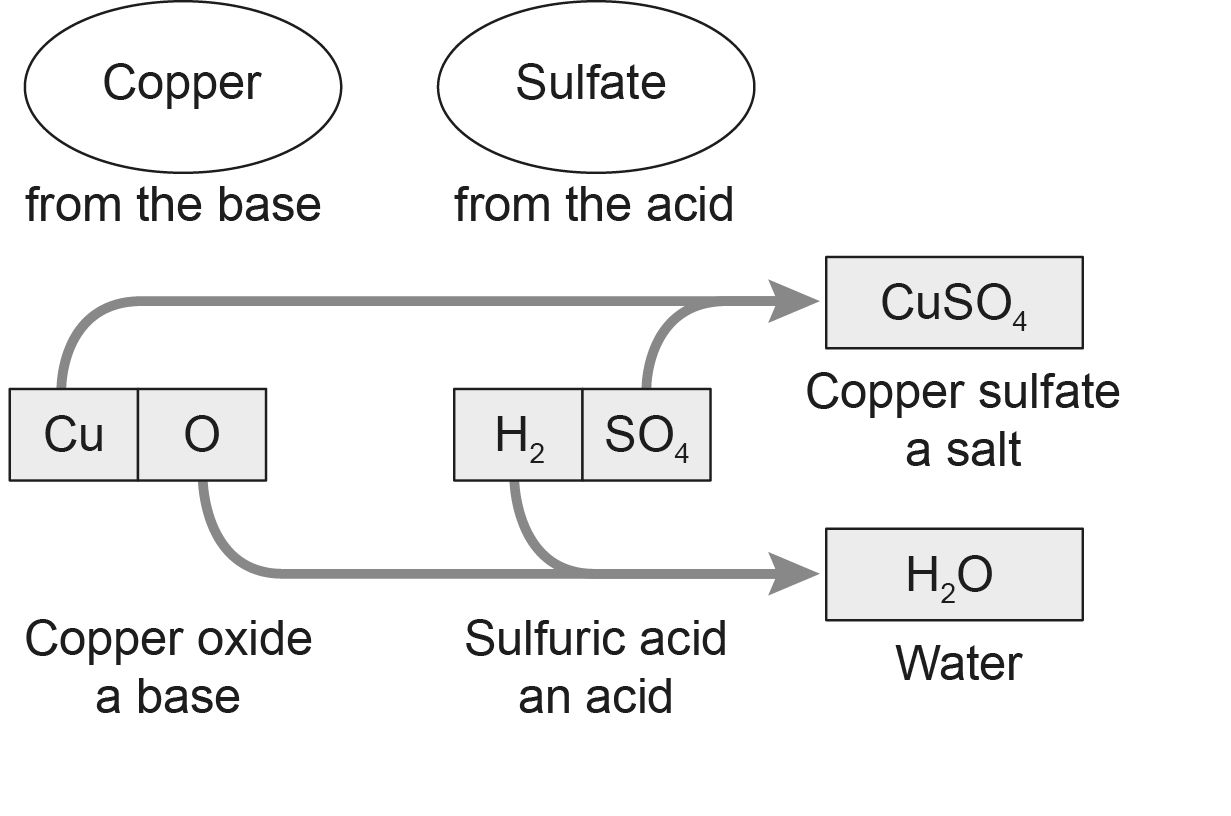 Copper
Sulfate
from the base
from the acid
CuSO₄
Copper sulfate
a salt
Cu
O
H₂
SO₄
H₂O
Water
Copper oxide
a base
Sulfuric acid
an acid